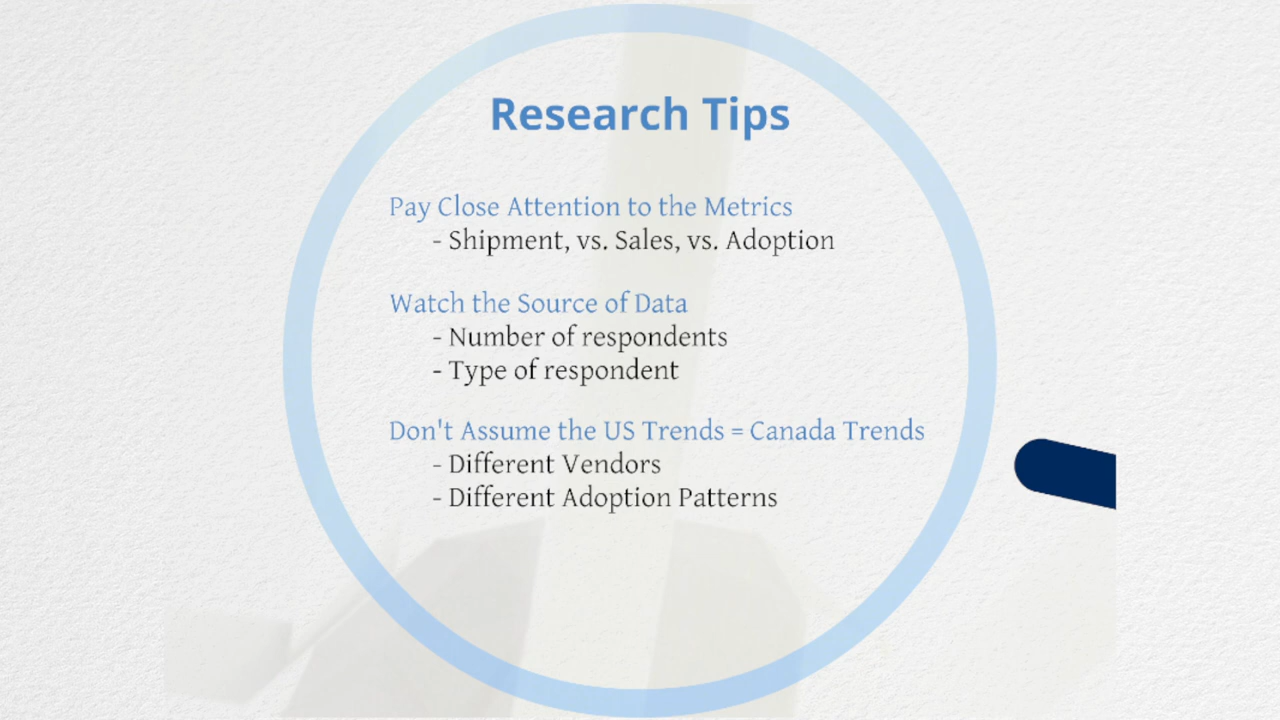 Research Tips
Pay Close Attention to the Metrics
- Shipment, vs. Sales, vs. Adoption
Watch the Source of Data
- Number of respondents
- Type of respondent
Don't Assume the US Trends = Canada Trends
- Different Vendors
- Different Adoption Patterns